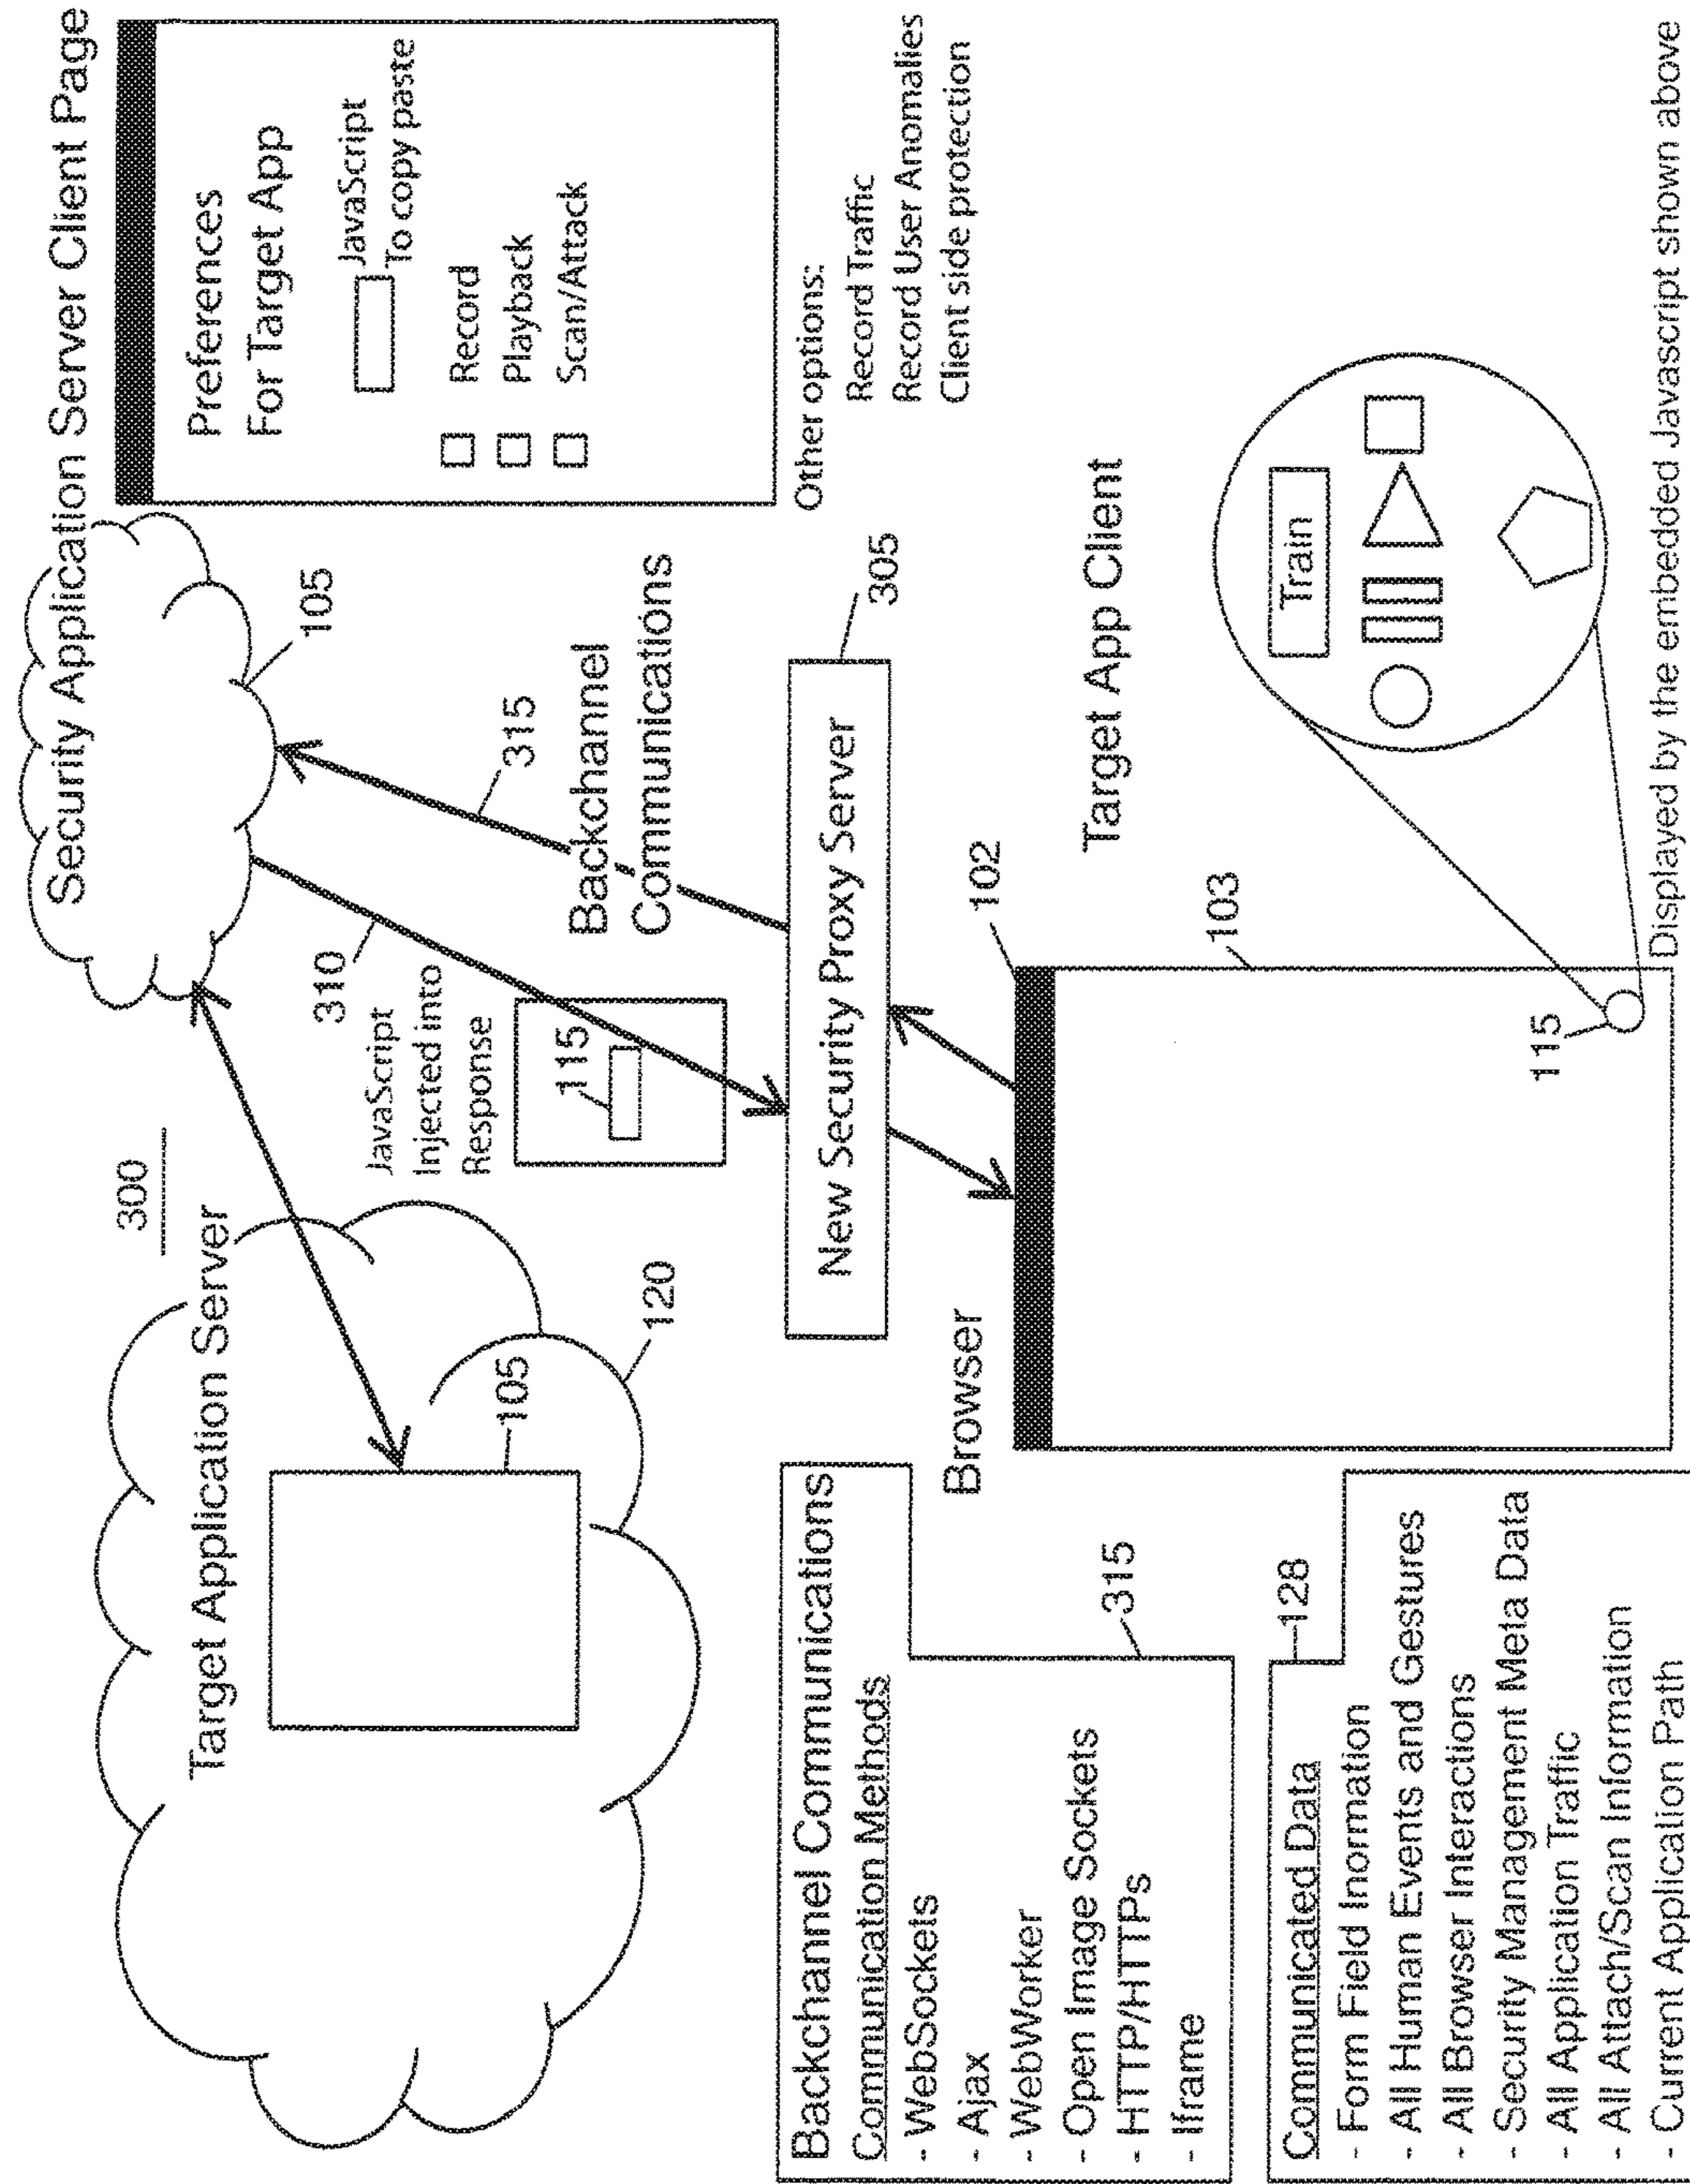 300
Target Application Server
105
120
Security Application Server Client Page
105
Preferences
For Target App
JavaScript
To copy paste
Record
Playback
Scan/Attack
Other options:
Record Traffic
Record User Anomalies
Client side protection
310
JavaScript
Injected into
Response
115
315
Backchannel
Communications
New Security Proxy Server
305
Backchannel Communications
Communication Methods
- WebSockets
- Ajax
- WebWorker
- Open Image Sockets
- HTTP/HTTPs
- Iframe
315
Browser
102
103
115
Target App Client
Train
Displayed by the embedded Javascript shown above
128
Communicated Data
- Form Field Inormation
- All Human Events and Gestures
- All Browser Interactions
- Security Management Meta Data
- All Application Traffic
- All Attach/Scan Information
- Current Application Path